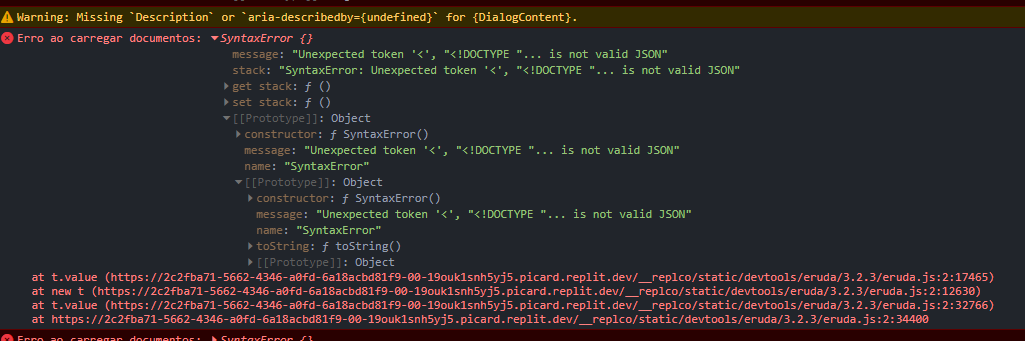 Warning: Missing `Description` or `aria-describedby={undefined}` for {DialogContent}.
Erro ao carregar documentos: ▼SyntaxError {}
message: "Unexpected token '<', "<!DOCTYPE "... is not valid JSON"
stack: "SyntaxError: Unexpected token '<', "<!DOCTYPE "... is not valid JSON"
▶get stack: ƒ ()
▶set stack: ƒ ()
▼[[Prototype]]: Object
▶constructor: ƒ SyntaxError()
message: "Unexpected token '<', "<!DOCTYPE "... is not valid JSON"
name: "SyntaxError"
▼[[Prototype]]: Object
▶constructor: ƒ SyntaxError()
message: "Unexpected token '<', "<!DOCTYPE "... is not valid JSON"
name: "SyntaxError"
▶toString: ƒ toString()
▶[[Prototype]]: Object
at t.value (https://2c2fba71-5662-4346-a0fd-6a18acbd81f9-00-19ouk1snh5yj5.picard.replit.dev/__replco/static/devtools/eruda/3.2.3/eruda.js:2:17465)
at new t (https://2c2fba71-5662-4346-a0fd-6a18acbd81f9-00-19ouk1snh5yj5.picard.replit.dev/__replco/static/devtools/eruda/3.2.3/eruda.js:2:12630)
at t.value (https://2c2fba71-5662-4346-a0fd-6a18acbd81f9-00-19ouk1snh5yj5.picard.replit.dev/__replco/static/devtools/eruda/3.2.3/eruda.js:2:32766)
at https://2c2fba71-5662-4346-a0fd-6a18acbd81f9-00-19ouk1snh5yj5.picard.replit.dev/__replco/static/devtools/eruda/3.2.3/eruda.js:2:34400
Erro ao carregar documentos: ▶SyntaxError {}